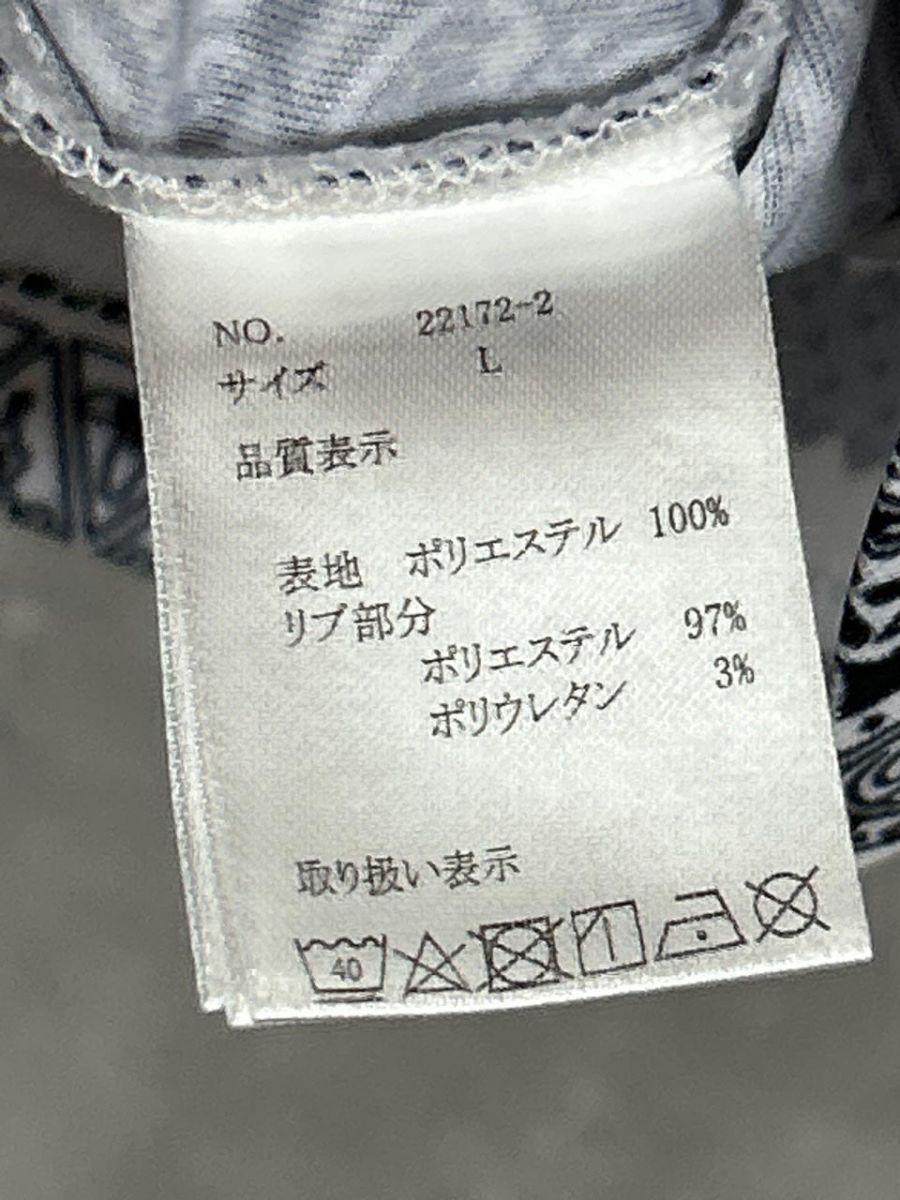 NO. 22172-2
サイズ L
品質表示
表地 ポリエステル 100%
リブ部分
ポリエステル 97%
ポリウレタン 3%
取り扱い表示
40